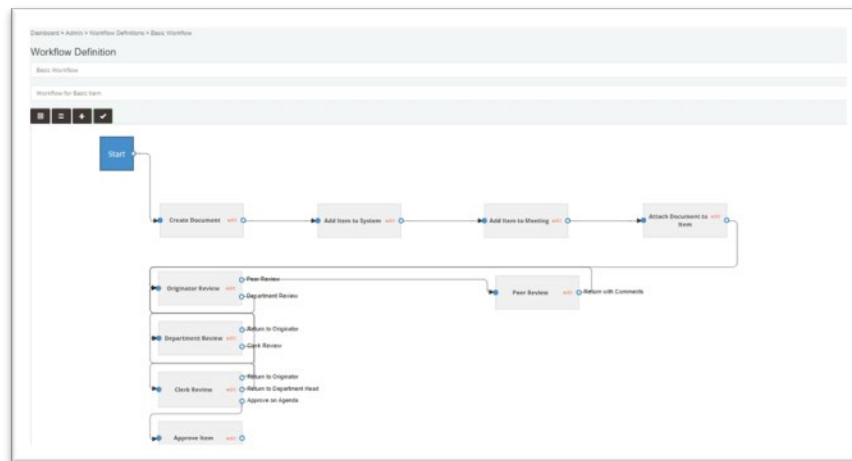 Dashboard > Admin > Workflow Definitions > Basic Workflow
Workflow Definition
Basic Workflow
Workflow for Basic Item
Start
Create Document edit
Add Item to System edit
Add Item to Meeting edit
Attach Document to edit
Item
Originator Review edit
Peer Review
Department Review
Peer Review edit
Return with Comments
Department Review edit
Return to Originator
Clerk Review
Clerk Review edit
Return to Originator
Return to Department Head
Approve on Agenda
Approve Item edit